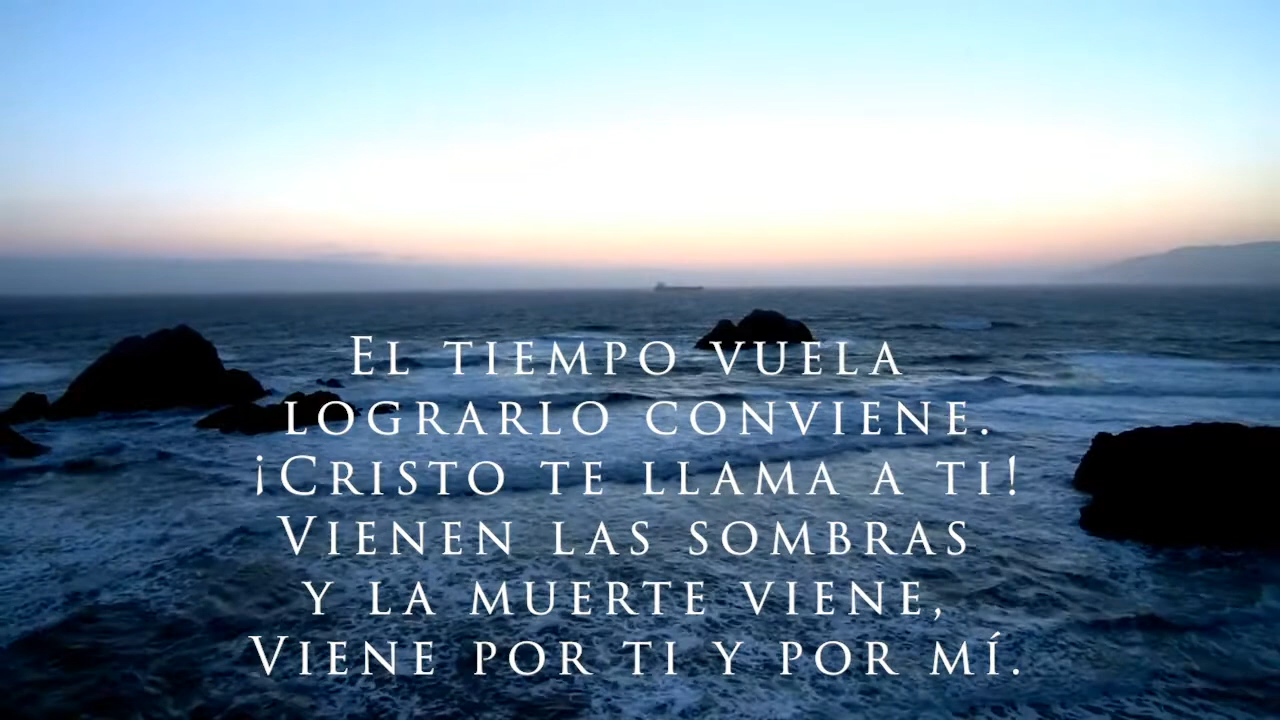 El tiempo vuela
lograrlo conviene.
¡Cristo te llama a ti!
Vienen las sombras
y la muerte viene,
Viene por ti y por mí.